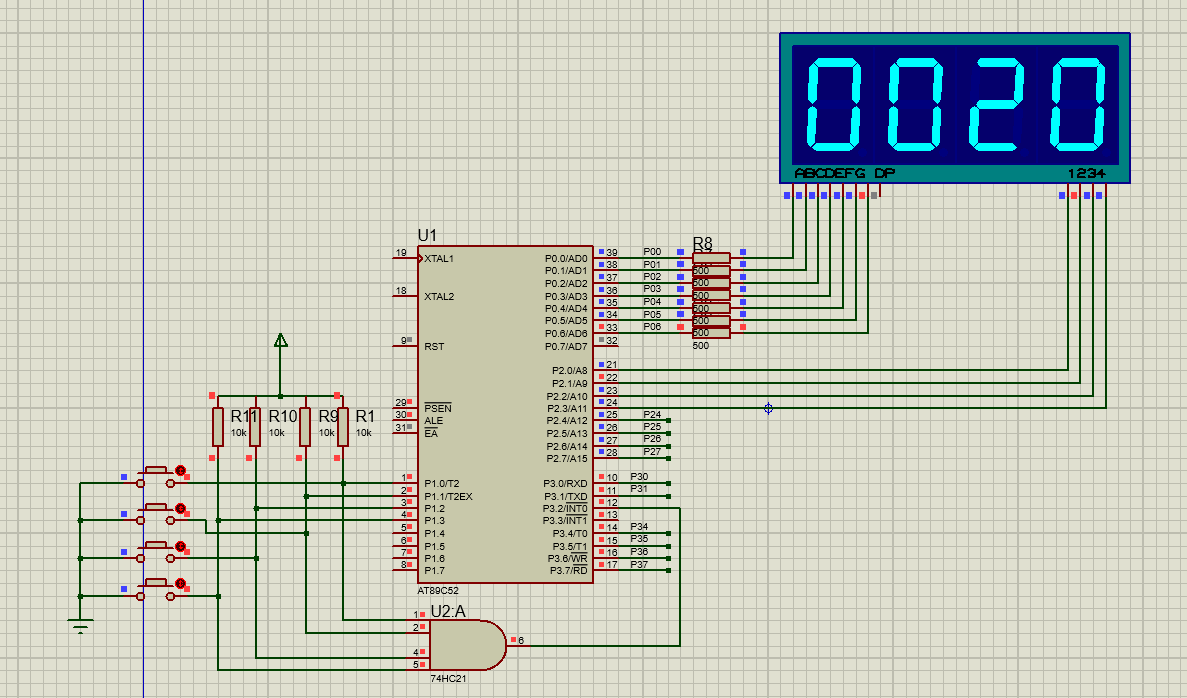 0020
ABCDEFG DP
1234
U1
19 XTAL1
18 XTAL2
9 RST
29 PSEN
30 ALE
31 EA
1 P1.0/T2
2 P1.1/T2EX
3 P1.2
4 P1.3
5 P1.4
6 P1.5
7 P1.6
8 P1.7
P0.0/AD0 39 P00
P0.1/AD1 38 P01
P0.2/AD2 37 P02
P0.3/AD3 36 P03
P0.4/AD4 35 P04
P0.5/AD5 34 P05
P0.6/AD6 33 P06
P0.7/AD7 32
P2.0/A8 21
P2.1/A9 22
P2.2/A10 23
P2.3/A11 24
P2.4/A12 25 P24
P2.5/A13 26 P25
P2.6/A14 27 P26
P2.7/A15 28 P27
P3.0/RXD 10 P30
P3.1/TXD 11 P31
P3.2/INT0 12
P3.3/INT1 13
P3.4/T0 14 P34
P3.5/T1 15 P35
P3.6/WR 16 P36
P3.7/RD 17 P37
AT89C52
R8
500
500
500
500
500
500
500
R11
10k
R10
10k
R9
10k
R1
10k
U2:A
1
2
4
5
6
74HC21